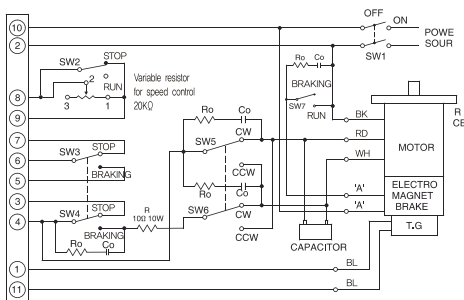 OFF
ON
10
POWE
SOUR
2
SW1
SW2
STOP
Ro
Co
2
RUN
Variable resistor
for speed control
20KΩ
BRAKING
SW7
RUN
8
3
1
9
Ro
Co
BK
R
CE
7
STOP
SW5
CW
RD
SW3
6
WH
MOTOR
CCW
5
BRAKING
Ro
Co
'A'
ELECTRO
MAGNET
BRAKE
3
STOP
R
10Ω 10W
SW6
CW
'A'
4
SW4
T.G
BRAKING
CCW
Ro
Co
CAPACITOR
1
BL
11
BL